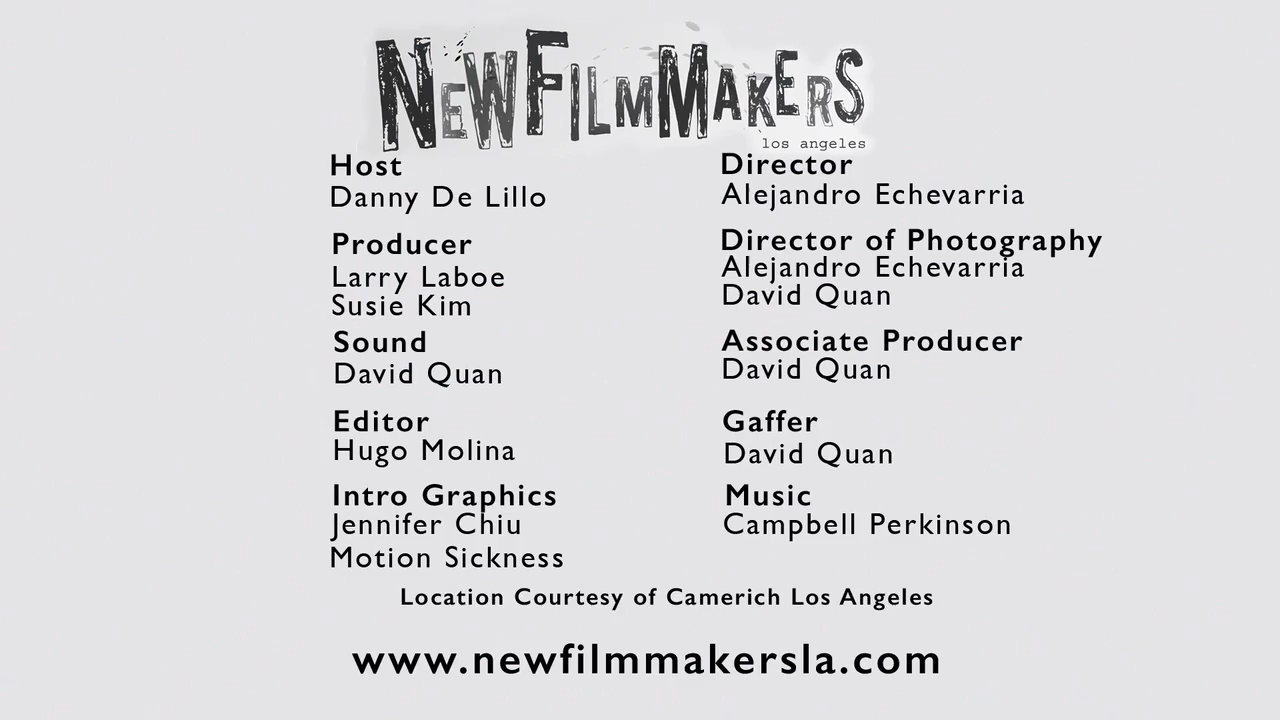 NEWFILMMAKERS
los angeles
Host
Danny De Lillo
Producer
Larry Laboe
Susie Kim
Sound
David Quan
Editor
Hugo Molina
Intro Graphics
Jennifer Chiu
Motion Sickness
Director
Alejandro Echevarria
Director of Photography
Alejandro Echevarria
David Quan
Associate Producer
David Quan
Gaffer
David Quan
Music
Campbell Perkinson
Location Courtesy of Camerich Los Angeles
www.newfilmmakersla.com